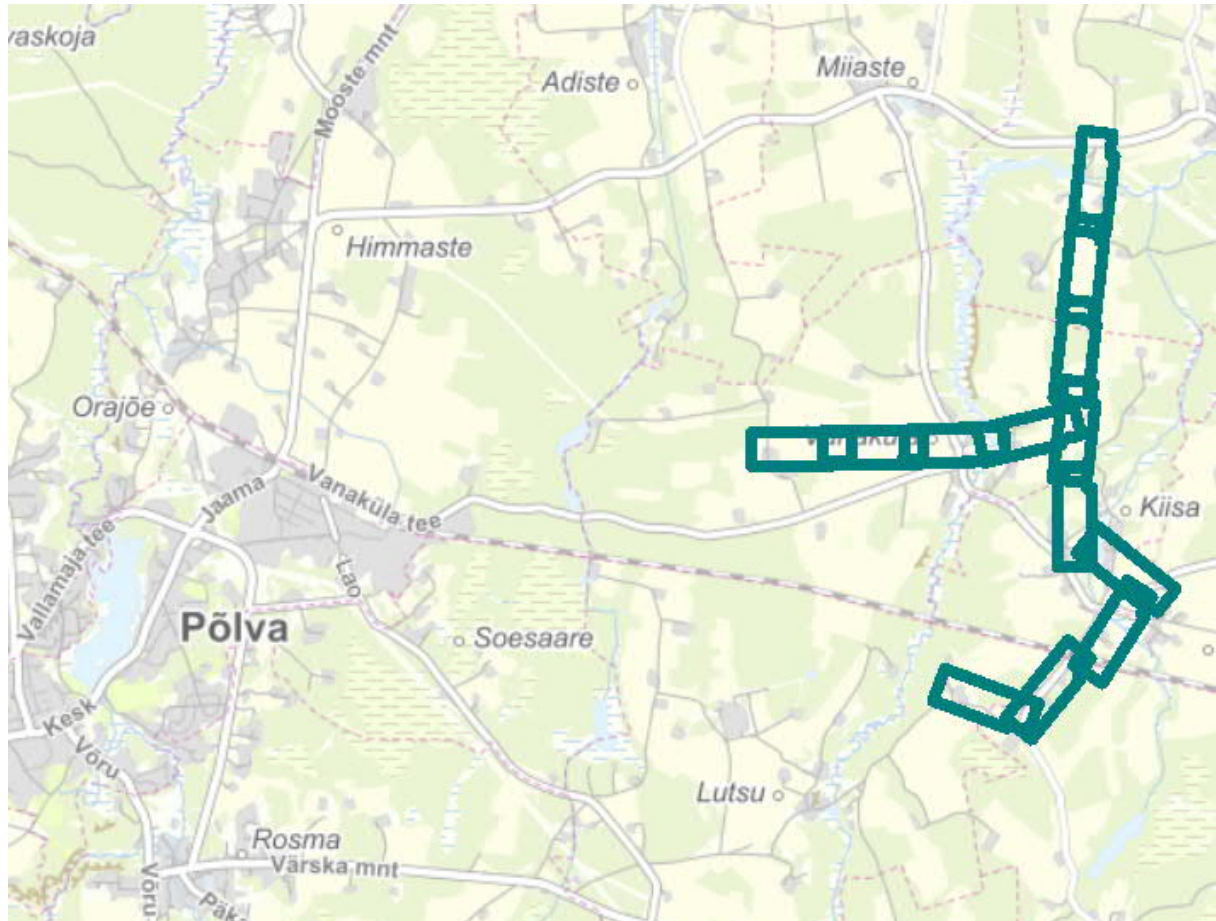 vaskoja
Mooste mnt
Adiste
Miiaste
Himmaste
Orajõe
Vanaküla
Jaama
Vanaküla tee
Kiisa
Vallamaja tee
Lao
Põlva
Soesaare
Kesk
Võru
Lutsu
Rosma
Värska mnt
Võru